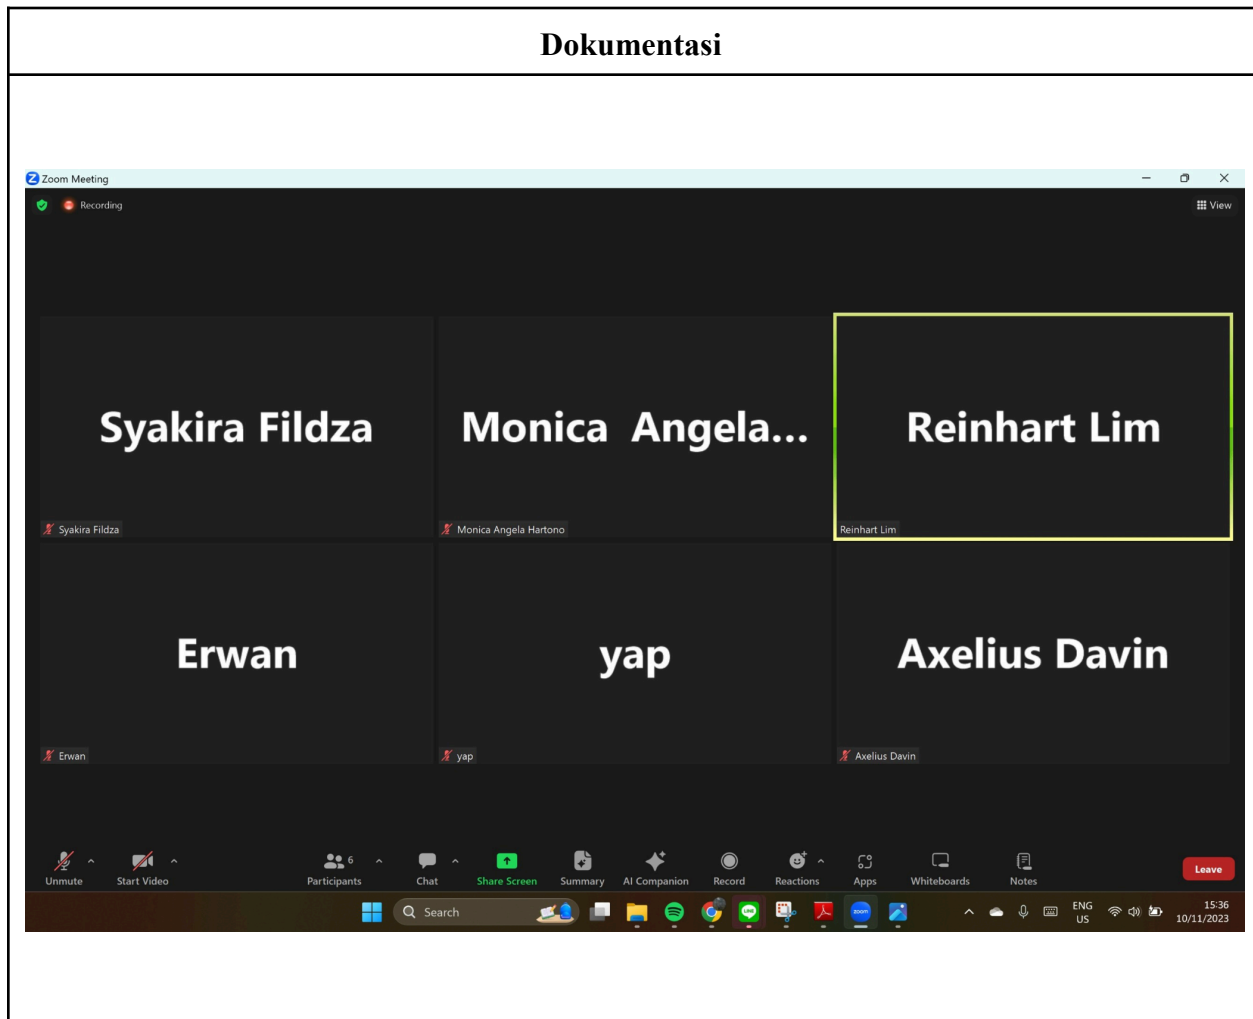 Dokumentasi
Zoom Meeting
Recording
View
Syakira Fildza
Monica Angela...
Reinhart Lim
Syakira Fildza
Monica Angela Hartono
Reinhart Lim
Erwan
yap
Axelius Davin
Erwan
yap
Axelius Davin
6
Unmute
Start Video
Participants
Chat
Share Screen
Summary
AI Companion
Record
Reactions
Apps
Whiteboards
Notes
Leave
Search
LINE
zoom
ENG
US
15:36
10/11/2023